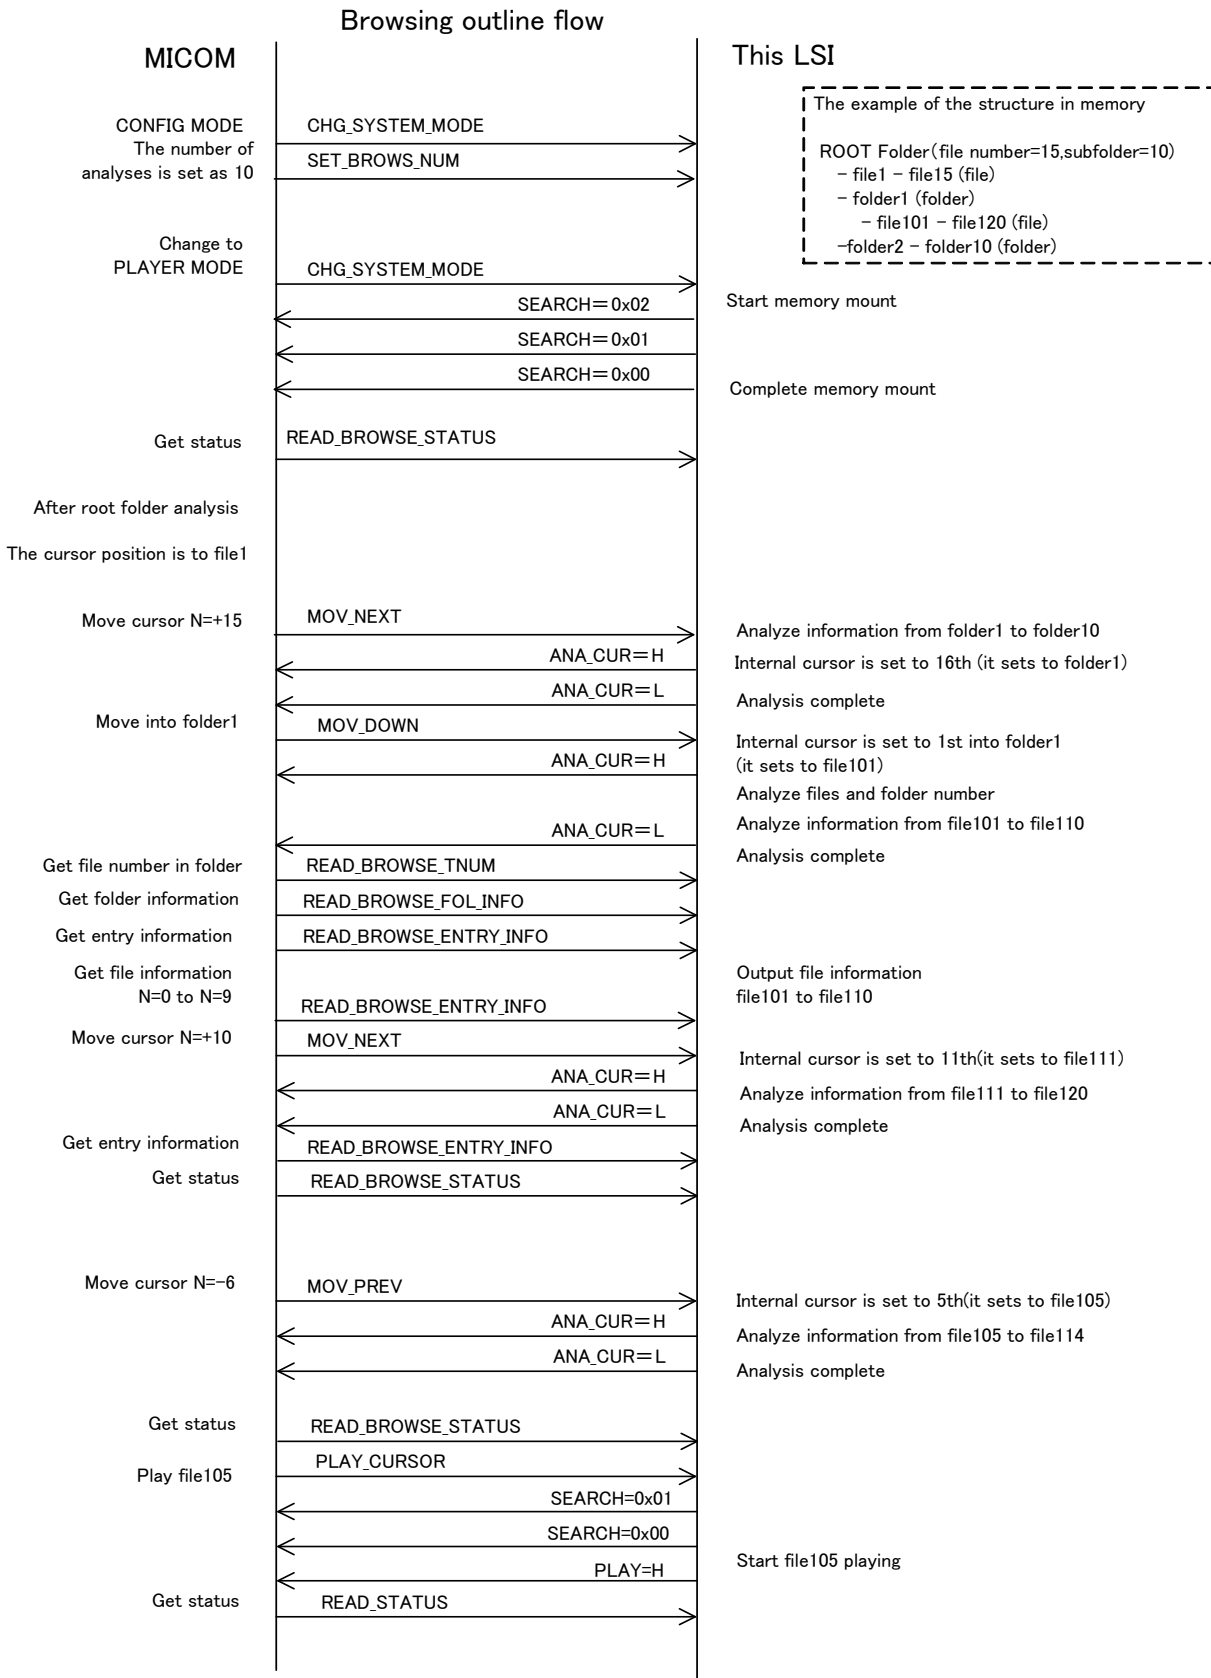 Browsing outline flow
MICOM
This LSI
The example of the structure in memory
ROOT Folder(file number=15,subfolder=10)
- file1 - file15 (file)
- folder1 (folder)
- file101 - file120 (file)
-folder2 - folder10 (folder)
CONFIG MODE
The number of
analyses is set as 10
CHG_SYSTEM_MODE
SET_BROWS_NUM
Change to
PLAYER MODE
CHG_SYSTEM_MODE
SEARCH=0x02
Start memory mount
SEARCH=0x01
SEARCH=0x00
Complete memory mount
Get status
READ_BROWSE_STATUS
After root folder analysis
The cursor position is to file1
Move cursor N=+15
MOV_NEXT
Analyze information from folder1 to folder10
ANA_CUR=H
Internal cursor is set to 16th (it sets to folder1)
ANA_CUR=L
Analysis complete
Move into folder1
MOV_DOWN
Internal cursor is set to 1st into folder1
(it sets to file101)
ANA_CUR=H
Analyze files and folder number
Analyze information from file101 to file110
ANA_CUR=L
Analysis complete
Get file number in folder
READ_BROWSE_TNUM
Get folder information
READ_BROWSE_FOL_INFO
Get entry information
READ_BROWSE_ENTRY_INFO
Get file information
N=0 to N=9
Output file information
file101 to file110
READ_BROWSE_ENTRY_INFO
Move cursor N=+10
MOV_NEXT
Internal cursor is set to 11th(it sets to file111)
ANA_CUR=H
Analyze information from file111 to file120
ANA_CUR=L
Analysis complete
Get entry information
READ_BROWSE_ENTRY_INFO
Get status
READ_BROWSE_STATUS
Move cursor N=-6
MOV_PREV
Internal cursor is set to 5th(it sets to file105)
ANA_CUR=H
Analyze information from file105 to file114
ANA_CUR=L
Analysis complete
Get status
READ_BROWSE_STATUS
Play file105
PLAY_CURSOR
SEARCH=0x01
SEARCH=0x00
Start file105 playing
PLAY=H
Get status
READ_STATUS